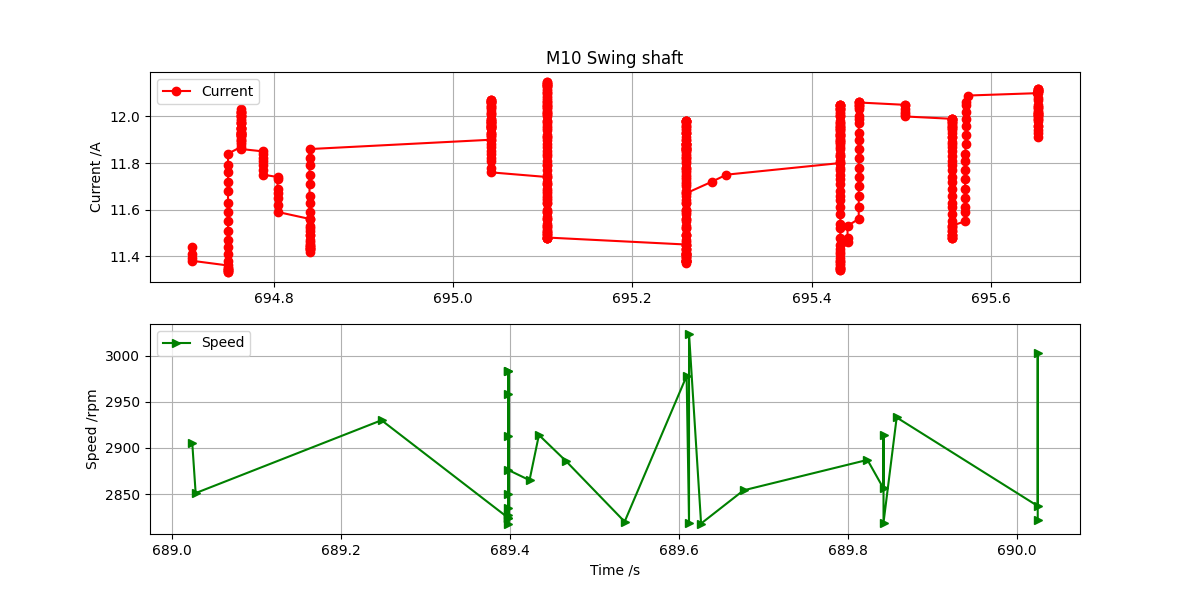 M10 Swing shaft
Current
Current /A
12.0
11.8
11.6
11.4
694.8 695.0 695.2 695.4 695.6
Speed
Speed /rpm
3000
2950
2900
2850
689.0 689.2 689.4 689.6 689.8 690.0
Time /s